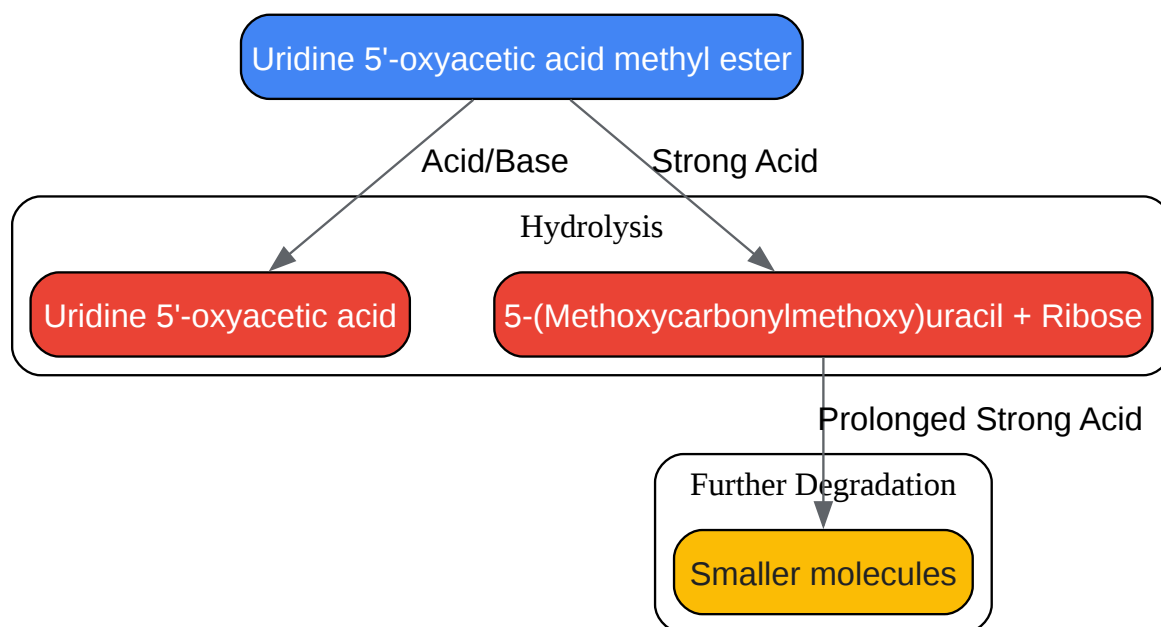 Uridine 5'-oxyacetic acid methyl ester
Acid/Base
Strong Acid
Hydrolysis
Uridine 5'-oxyacetic acid
5-(Methoxycarbonylmethoxy)uracil + Ribose
Prolonged Strong Acid
Further Degradation
Smaller molecules